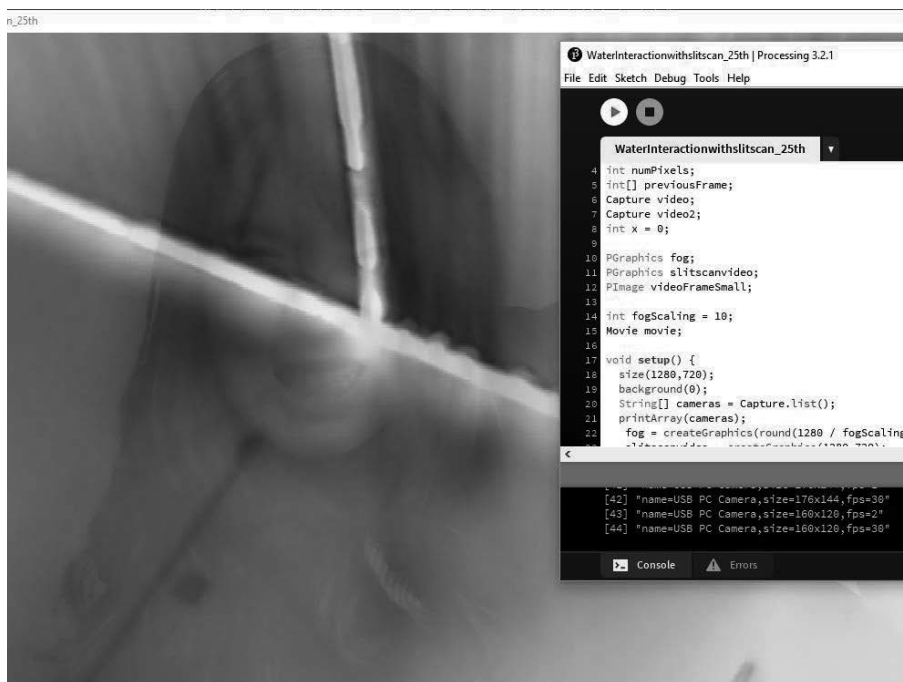 n_25th
WaterInteractionwithslitscan_25th | Processing 3.2.1
File Edit Sketch Debug Tools Help
WaterInteractionwithslitscan_25th
4 int numPixels;
5 int[] previousFrame;
6 Capture video;
7 Capture video2;
8 int x = 0;
9
10 PGraphics fog;
11 PGraphics slitscanvideo;
12 PImage videoFrameSmall;
13
14 int fogScaling = 10;
15 Movie movie;
16
17 void setup() {
18 size(1280,720);
19 background(0);
20 String[] cameras = Capture.list();
21 printArray(cameras);
22 fog = createGraphics(round(1280 / fogScaling
[42] "name=USB PC Camera,size=176x144,fps=30"
[43] "name=USB PC Camera,size=160x120,fps=2"
[44] "name=USB PC Camera,size=160x120,fps=30"
Console Errors